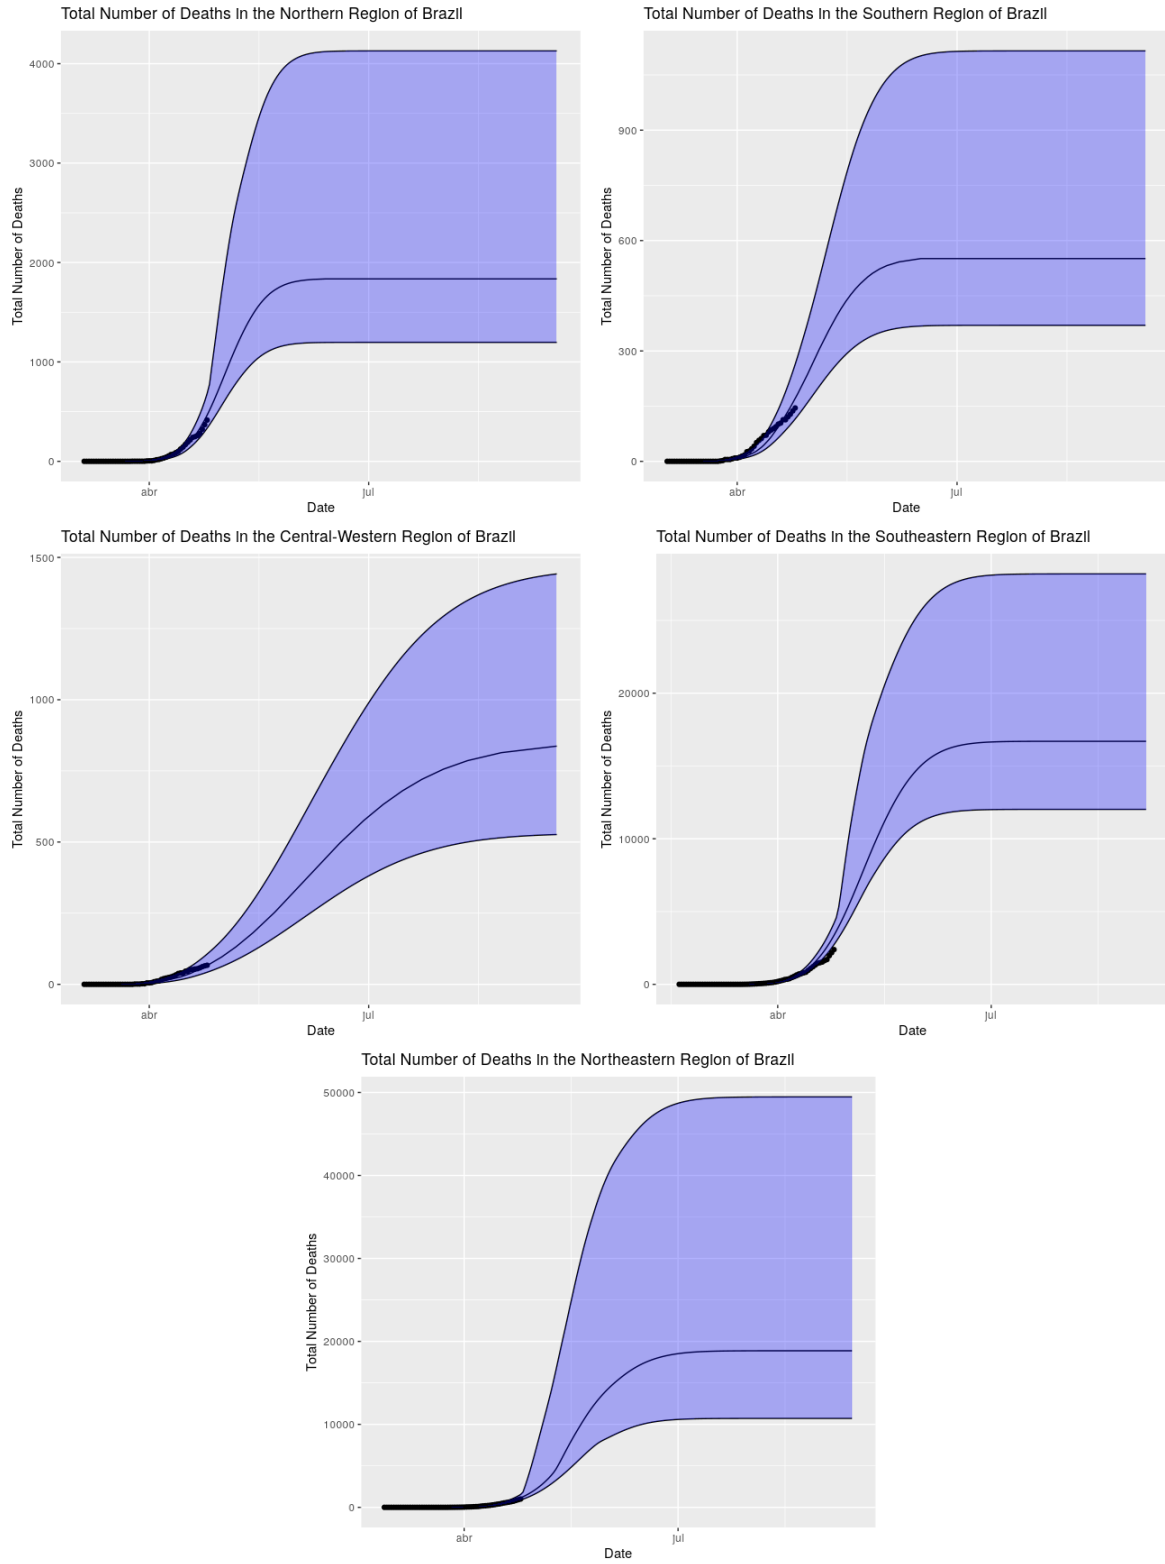 Total Number of Deaths in the Northern Region of Brazil
Total Number of Deaths
4000
3000
2000
1000
0
abr
jul
Date
Total Number of Deaths in the Southern Region of Brazil
Total Number of Deaths
900
600
300
0
abr
jul
Date
Total Number of Deaths in the Central-Western Region of Brazil
Total Number of Deaths
1500
1000
500
0
abr
jul
Date
Total Number of Deaths in the Southeastern Region of Brazil
Total Number of Deaths
20000
10000
0
abr
jul
Date
Total Number of Deaths in the Northeastern Region of Brazil
Total Number of Deaths
50000
40000
30000
20000
10000
0
abr
jul
Date